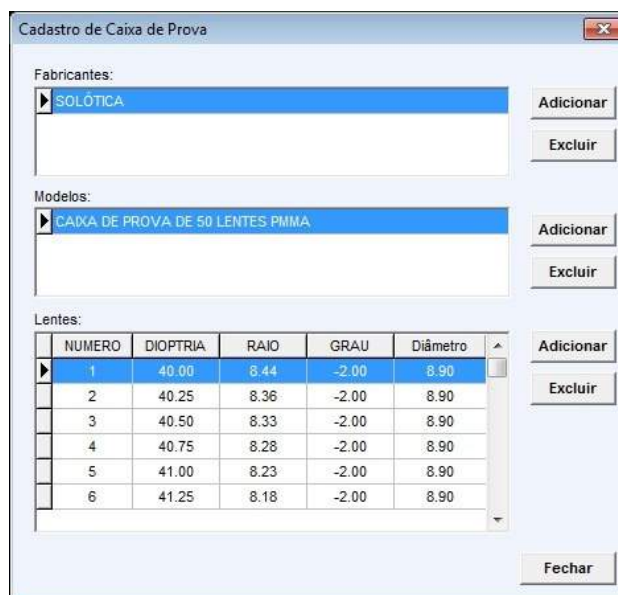 Cadastro de Caixa de Prova
Fabricantes:
SOLÓTICA
Adicionar
Excluir
Modelos:
CAIXA DE PROVA DE 50 LENTES PMMA
Adicionar
Excluir
Lentes:
NUMERO DIOPTRIA RAIO GRAU Diâmetro
1 40.00 8.44 -2.00 8.90
2 40.25 8.36 -2.00 8.90
3 40.50 8.33 -2.00 8.90
4 40.75 8.28 -2.00 8.90
5 41.00 8.23 -2.00 8.90
6 41.25 8.18 -2.00 8.90
Adicionar
Excluir
Fechar